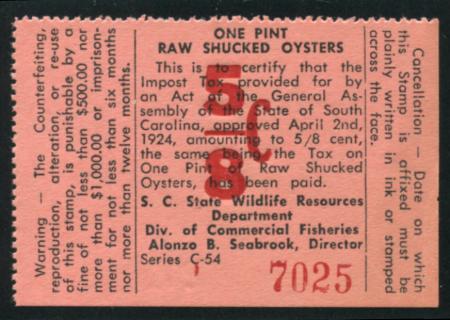 Warning — The Counterfeiting,
reproduction, alteration, or re-use
of this stamp, is punishable by a
fine of not less than $500.00 nor
more than $1,000.00 or imprison-
ment for not less than six months
nor more than twelve months.
ONE PINT
RAW SHUCKED OYSTERS
This is to certify that the
Impost Tax provided for by
an Act of the General As-
sembly of the State of South
Carolina, approved April 2nd,
1924, amounting to 5/8 cent,
the same being the Tax on
One Pint of Raw Shucked
Oysters, has been paid.
S. C. State Wildlife Resources
Department
Div. of Commercial Fisheries
Alonzo B. Seabrook, Director
Series C-54
7025
5/8¢
Cancellation — Date on which
this Stamp is affixed must be
plainly written in ink or stamped
across the face.